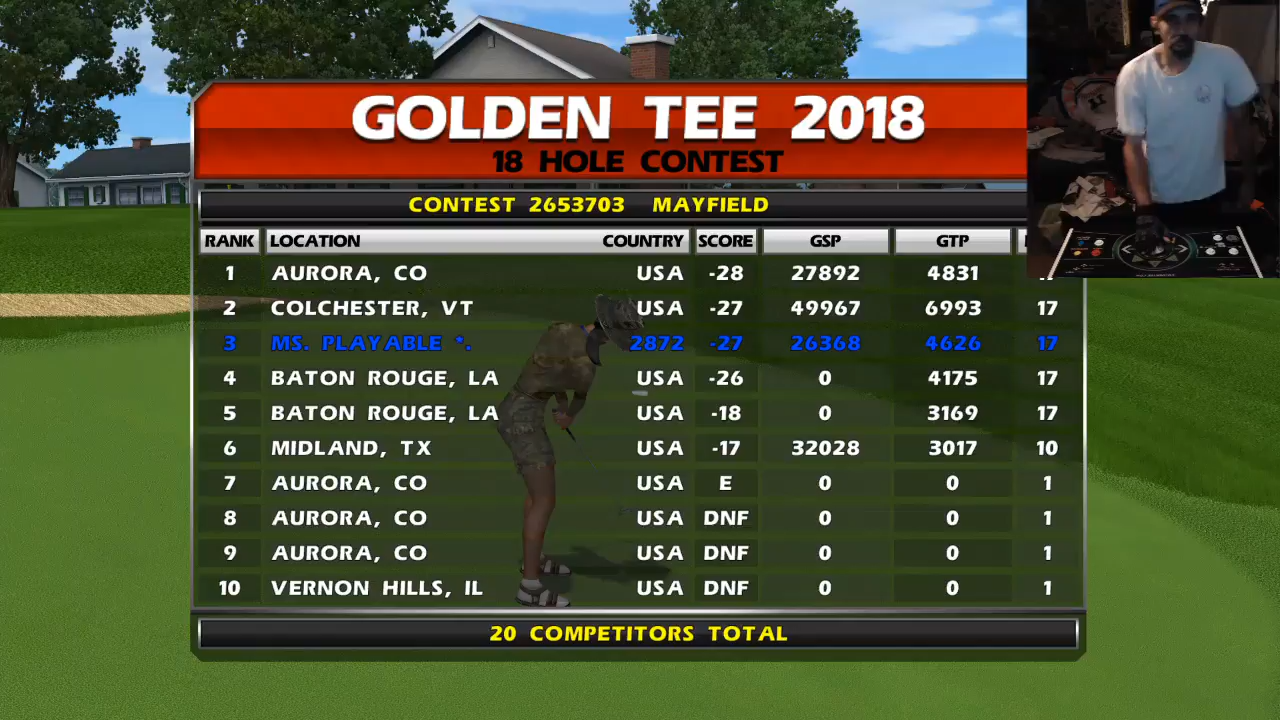 GOLDEN TEE 2018
18 HOLE CONTEST
CONTEST 2653703 MAYFIELD
RANK LOCATION COUNTRY SCORE GSP GTP
1 AURORA, CO USA -28 27892 4831
2 COLCHESTER, VT USA -27 49967 6993 17
3 MS. PLAYABLE *. 2872 -27 26368 4626 17
4 BATON ROUGE, LA USA -26 0 4175 17
5 BATON ROUGE, LA USA -18 0 3169 17
6 MIDLAND, TX USA -17 32028 3017 10
7 AURORA, CO USA E 0 0 1
8 AURORA, CO USA DNF 0 0 1
9 AURORA, CO USA DNF 0 0 1
10 VERNON HILLS, IL USA DNF 0 0 1
20 COMPETITORS TOTAL